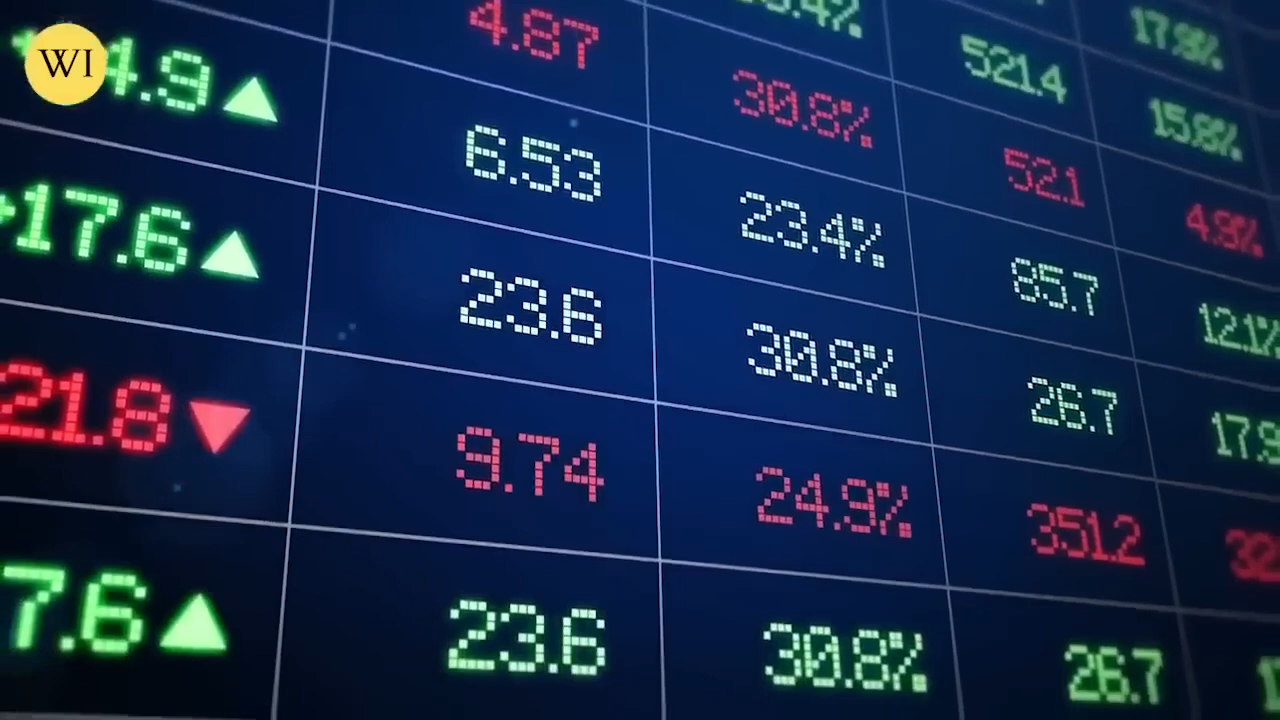 WI
4.9 ▲ 4.87 30.8% 521.4 17.9%
+17.6 ▲ 6.53 23.4% 52.1 15.8%
21.8 ▼ 23.6 30.8% 85.7 4.9%
7.6 ▲ 9.74 24.9% 26.7 12.1%
23.6 30.8% 351.2 17.9
26.7